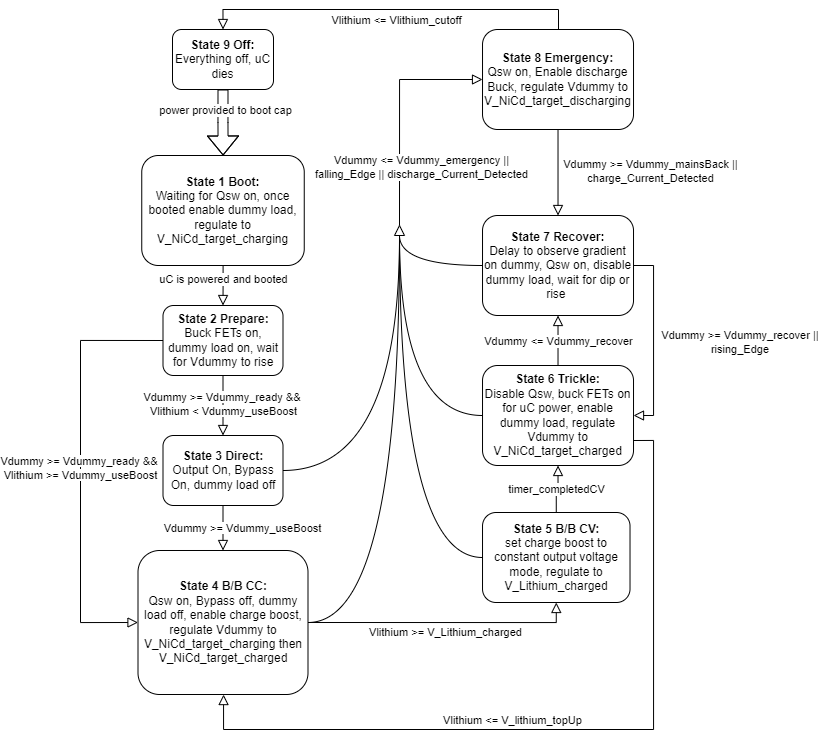 Vlithium <= Vlithium_cutoff
State 9 Off:
Everything off, uC
dies
power provided to boot cap
State 8 Emergency:
Qsw on, Enable discharge
Buck, regulate Vdummy to
V_NiCd_target_discharging
Vdummy <= Vdummy_emergency ||
falling_Edge || discharge_Current_Detected
Vdummy >= Vdummy_mainsBack ||
charge_Current_Detected
State 1 Boot:
Waiting for Qsw on, once
booted enable dummy load,
regulate to
V_NiCd_target_charging
uC is powered and booted
State 7 Recover:
Delay to observe gradient
on dummy, Qsw on, disable
dummy load, wait for dip or
rise
State 2 Prepare:
Buck FETs on,
dummy load on, wait
for Vdummy to rise
Vdummy <= Vdummy_recover
Vdummy >= Vdummy_recover ||
rising_Edge
Vdummy >= Vdummy_ready &&
Vlithium < Vdummy_useBoost
State 6 Trickle:
Disable Qsw, buck FETs on
for uC power, enable
dummy load, regulate
Vdummy to
V_NiCd_target_charged
Vdummy >= Vdummy_ready &&
Vlithium >= Vdummy_useBoost
State 3 Direct:
Output On, Bypass
On, dummy load off
timer_completedCV
Vdummy >= Vdummy_useBoost
State 5 B/B CV:
set charge boost to
constant output voltage
mode, regulate to
V_Lithium_charged
State 4 B/B CC:
Qsw on, Bypass off, dummy
load off, enable charge boost,
regulate Vdummy to
V_NiCd_target_charging then
V_NiCd_target_charged
Vlithium >= V_Lithium_charged
Vlithium <= V_lithium_topUp